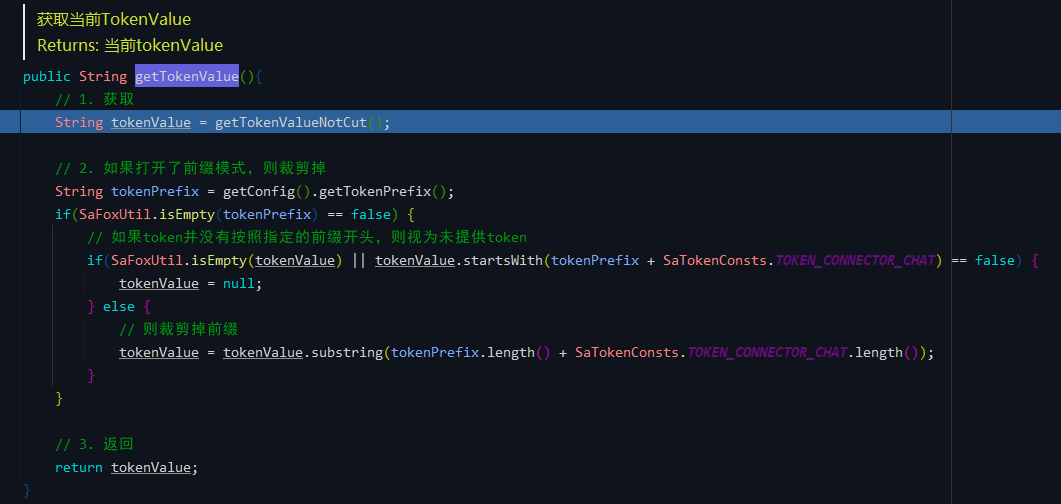 获取当前TokenValue
Returns: 当前tokenValue
public String getTokenValue(){
// 1. 获取
String tokenValue = getTokenValueNotCut();
// 2. 如果打开了前缀模式，则裁剪掉
String tokenPrefix = getConfig().getTokenPrefix();
if(SaFoxUtil.isEmpty(tokenPrefix) == false) {
// 如果token并没有按照指定的前缀开头，则视为未提供token
if(SaFoxUtil.isEmpty(tokenValue) || tokenValue.startsWith(tokenPrefix + SaTokenConsts.TOKEN_CONNECTOR_CHAT) == false) {
tokenValue = null;
} else {
// 则裁剪掉前缀
tokenValue = tokenValue.substring(tokenPrefix.length() + SaTokenConsts.TOKEN_CONNECTOR_CHAT.length());
}
}
// 3. 返回
return tokenValue;
}